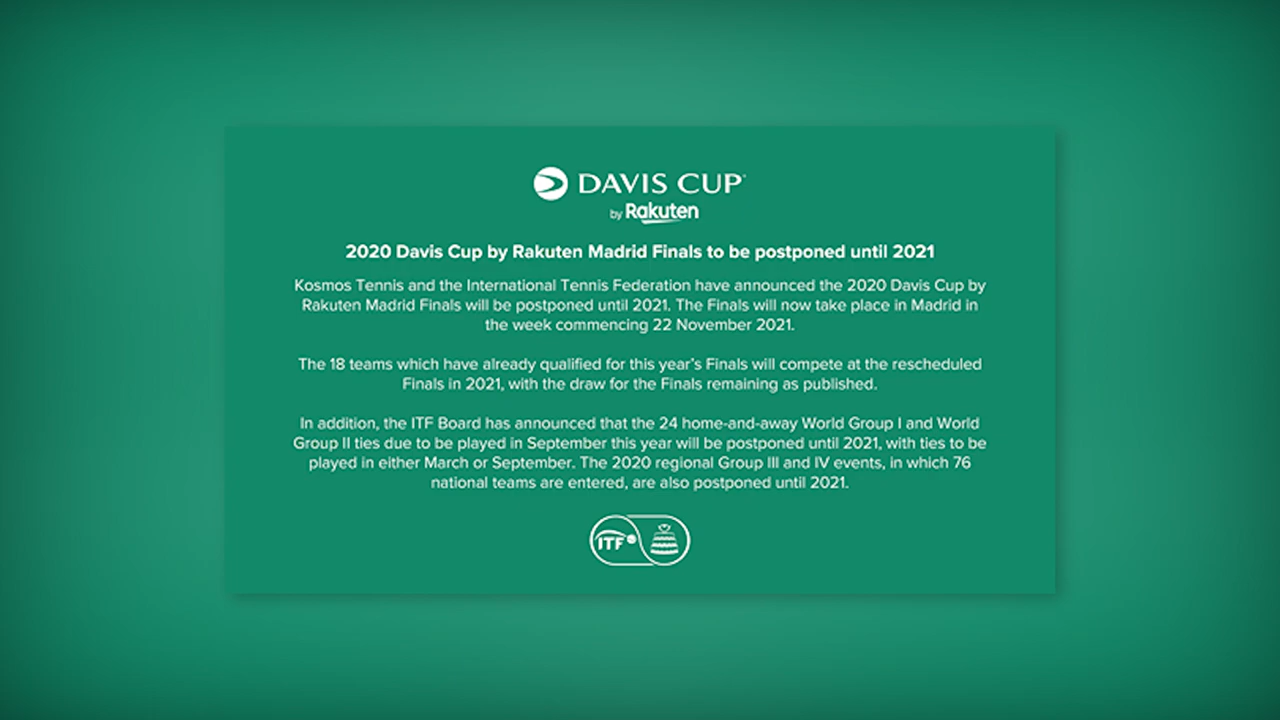 DAVIS CUP
by Rakuten
2020 Davis Cup by Rakuten Madrid Finals to be postponed until 2021
Kosmos Tennis and the International Tennis Federation have announced the 2020 Davis Cup by
Rakuten Madrid Finals will be postponed until 2021. The Finals will now take place in Madrid in
the week commencing 22 November 2021.
The 18 teams which have already qualified for this year's Finals will compete at the rescheduled
Finals in 2021, with the draw for the Finals remaining as published.
In addition, the ITF Board has announced that the 24 home-and-away World Group I and World
Group II ties due to be played in September this year will be postponed until 2021, with ties to be
played in either March or September. The 2020 regional Group III and IV events, in which 76
national teams are entered, are also postponed until 2021.
ITF